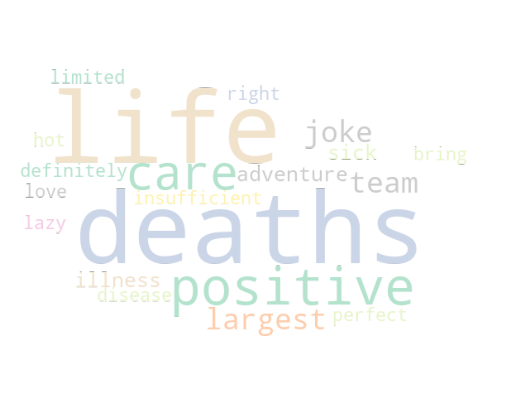 limited
right
life
joke
hot
sick
bring
definitely
care
adventure
team
love
insufficient
deaths
lazy
illness
positive
disease
largest
perfect